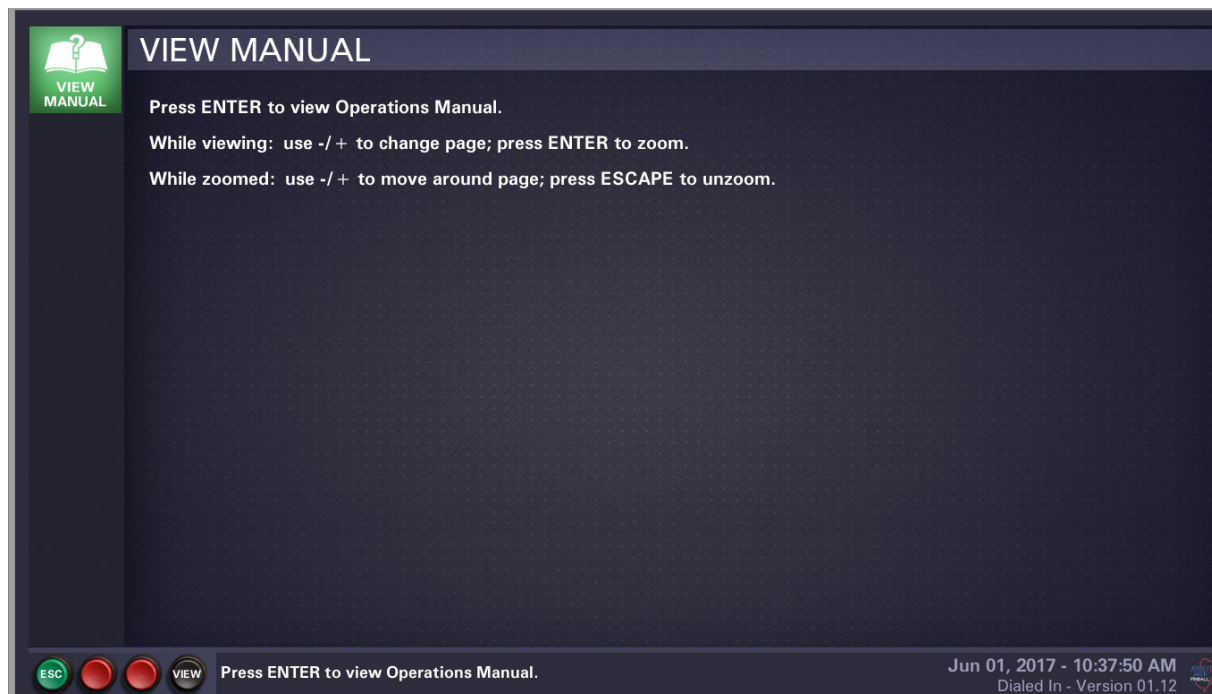 VIEW MANUAL
VIEW
MANUAL
Press ENTER to view Operations Manual.
While viewing: use -/+ to change page; press ENTER to zoom.
While zoomed: use -/+ to move around page; press ESCAPE to unzoom.
ESC
VIEW
Press ENTER to view Operations Manual.
Jun 01, 2017 - 10:37:50 AM
Dialed In - Version 01.12
PINBALL